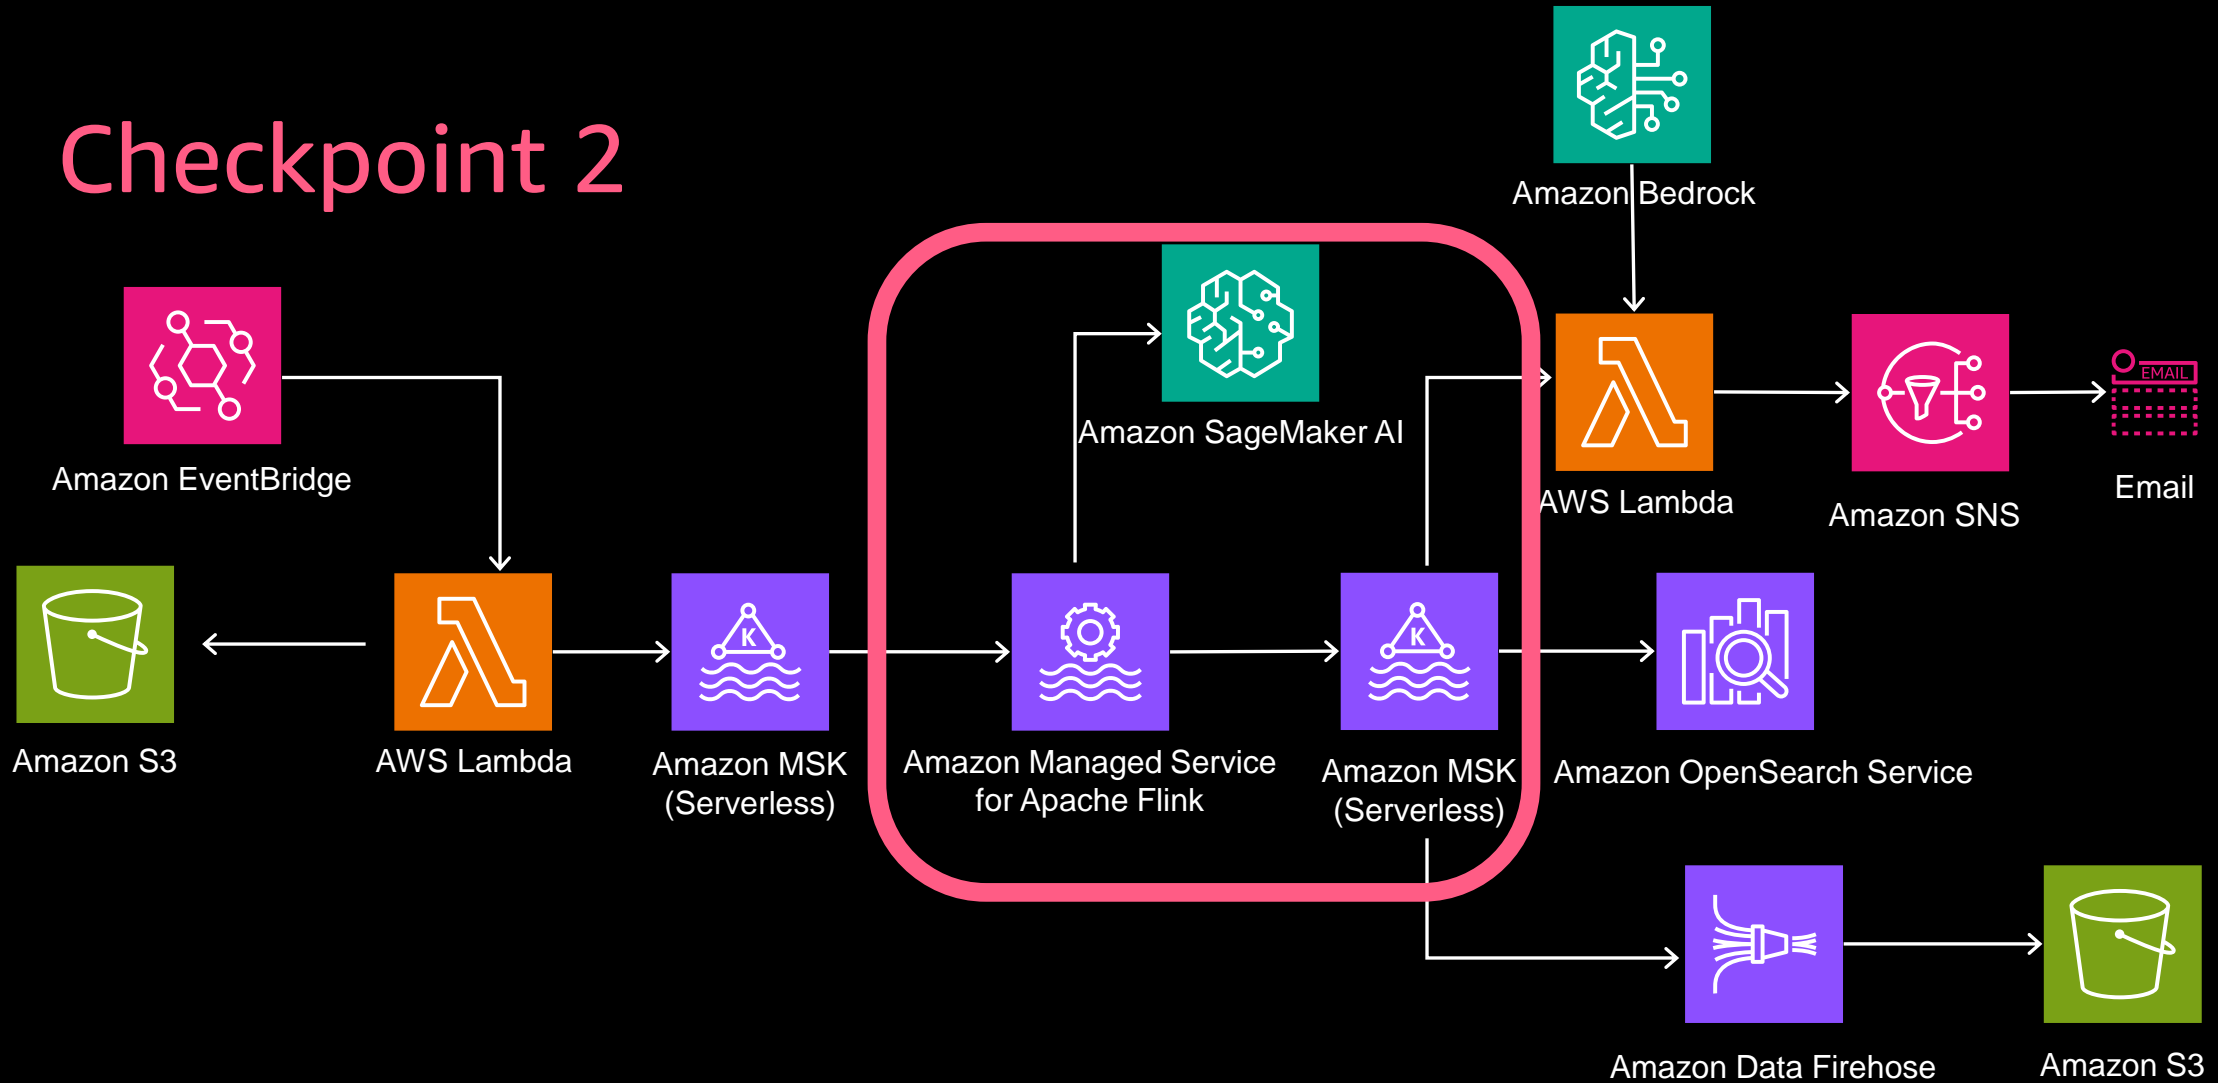 Checkpoint 2
Amazon Bedrock
Amazon SageMaker AI
Amazon EventBridge
EMAIL
Email
AWS Lambda
Amazon SNS
K
K
Amazon S3
AWS Lambda
Amazon MSK
(Serverless)
Amazon Managed Service
for Apache Flink
Amazon MSK
(Serverless)
Amazon OpenSearch Service
Amazon Data Firehose
Amazon S3